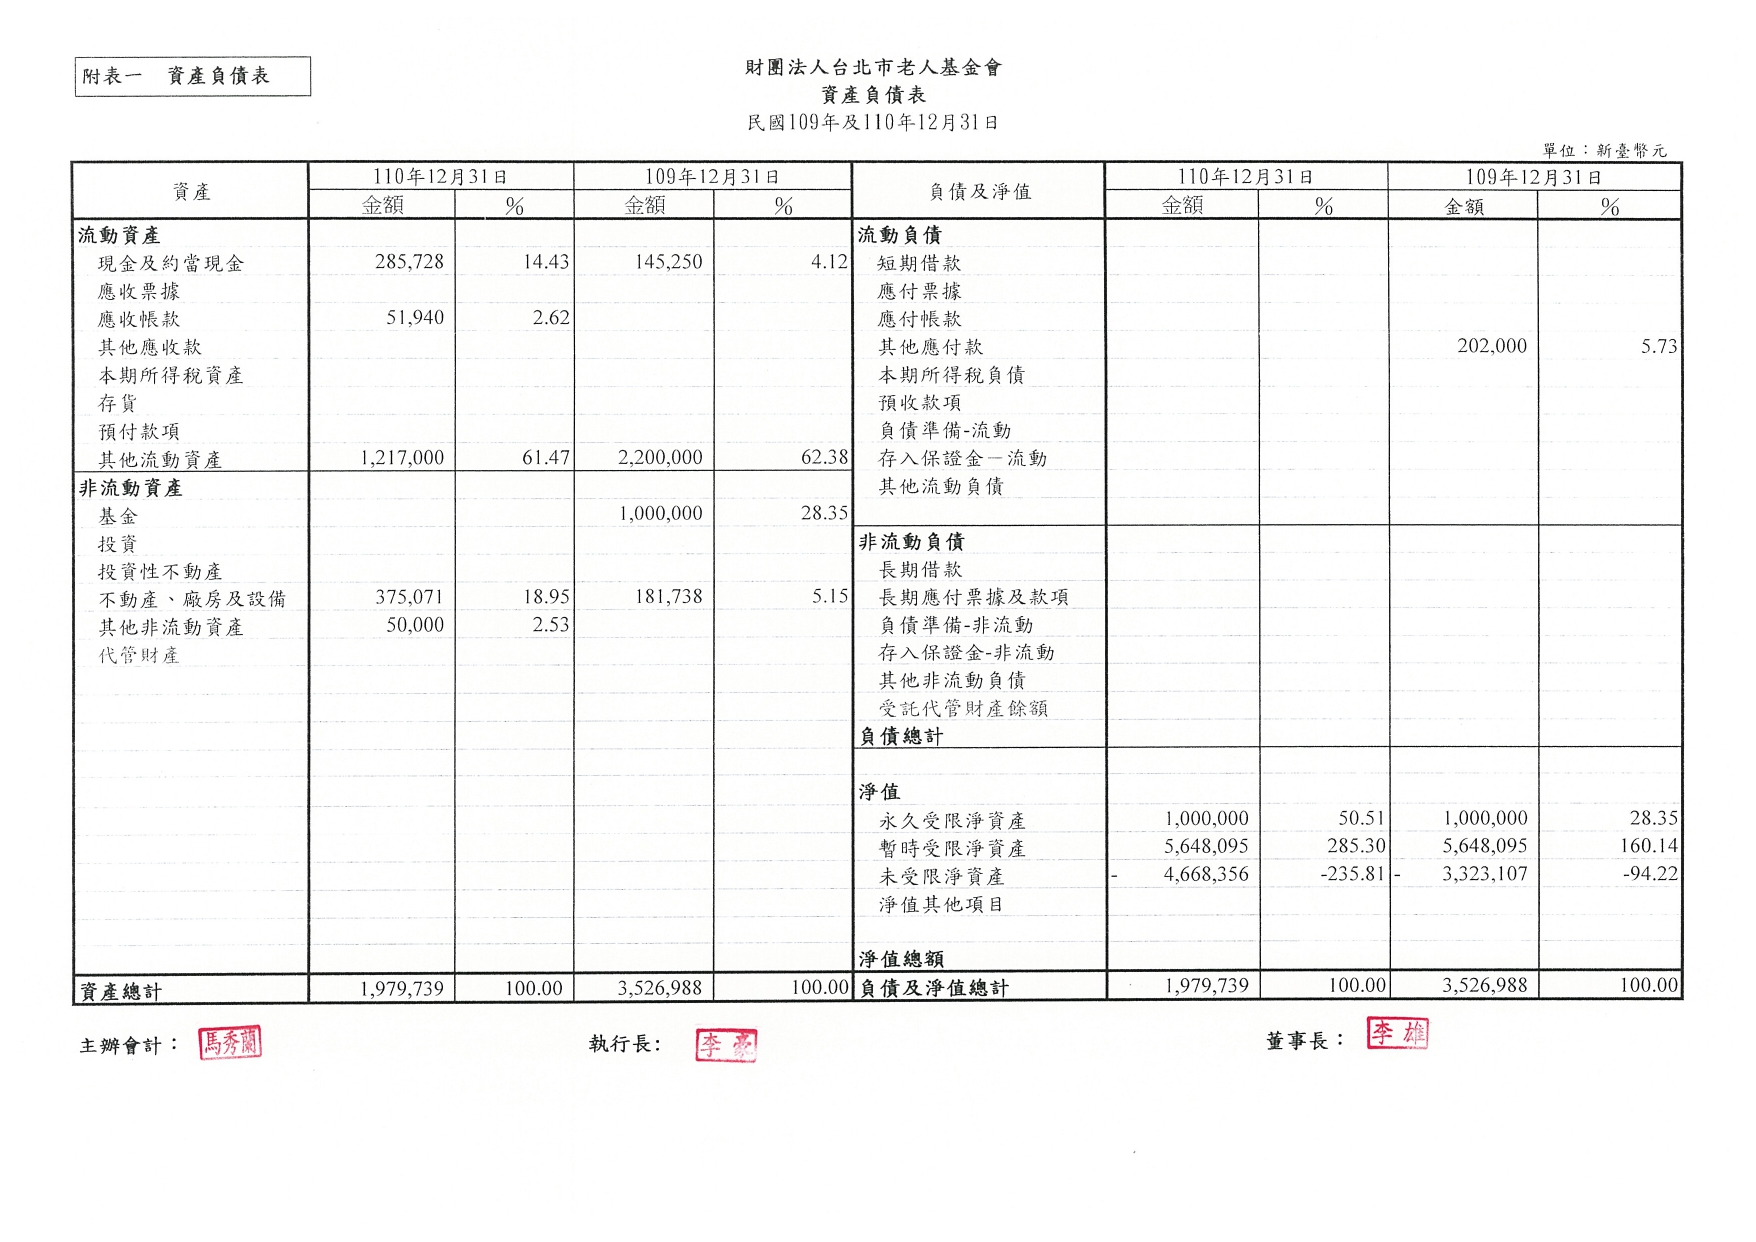 附表一　資產負債表
財團法人台北市老人基金會
資產負債表
民國109年及110年12月31日
單位：新臺幣元
資產 110年12月31日 109年12月31日 負債及淨值 110年12月31日 109年12月31日
金額 % 金額 % 金額 % 金額 %
流動資產 流動負債
現金及約當現金 285,728 14.43 145,250 4.12 短期借款
應收票據 應付票據
應收帳款 51,940 2.62 應付帳款
其他應收款 其他應付款 202,000 5.73
本期所得稅資產 本期所得稅負債
存貨 預收款項
預付款項 負債準備-流動
其他流動資產 1,217,000 61.47 2,200,000 62.38 存入保證金－流動
非流動資產 其他流動負債
基金 1,000,000 28.35
投資 非流動負債
投資性不動產 長期借款
不動產、廠房及設備 375,071 18.95 181,738 5.15 長期應付票據及款項
其他非流動資產 50,000 2.53 負債準備-非流動
代管財產 存入保證金-非流動
其他非流動負債
受託代管財產餘額
負債總計
淨值
永久受限淨資產 1,000,000 50.51 1,000,000 28.35
暫時受限淨資產 5,648,095 285.30 5,648,095 160.14
未受限淨資產 - 4,668,356 -235.81 - 3,323,107 -94.22
淨值其他項目
淨值總額
資產總計 1,979,739 100.00 3,526,988 100.00 負債及淨值總計 1,979,739 100.00 3,526,988 100.00
主辦會計： 馬秀蘭 執行長: 李豪 董事長： 李雄